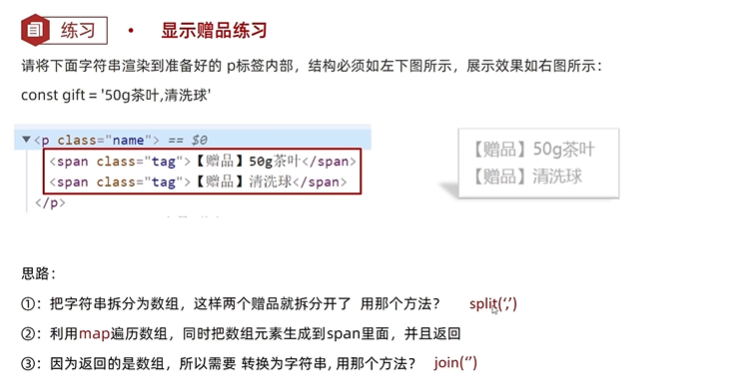 练习 • 显示赠品练习
请将下面字符串渲染到准备好的 p标签内部，结构必须如左下图所示，展示效果如右图所示：
const gift = '50g茶叶,清洗球'
▼<p class="name"> == $0
<span class="tag">【赠品】50g茶叶</span>
<span class="tag">【赠品】清洗球</span>
</p>
【赠品】50g茶叶
【赠品】清洗球
思路：
①：把字符串拆分为数组，这样两个赠品就拆分开了 用那个方法？ split(',')
②：利用map遍历数组，同时把数组元素生成到span里面，并且返回
③：因为返回的是数组，所以需要 转换为字符串, 用那个方法？ join('')